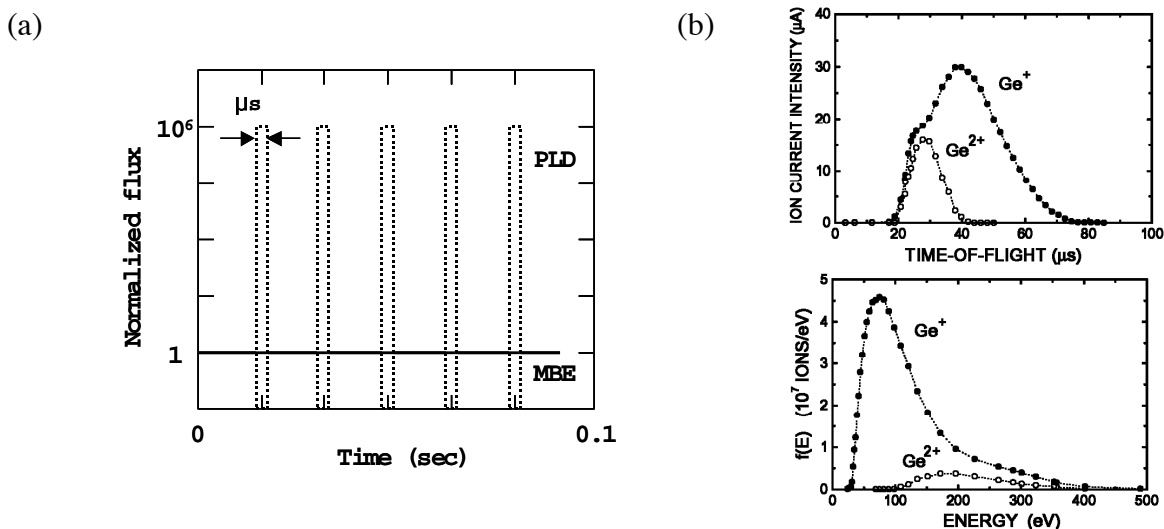 (a)
µs
10⁶
PLD
Normalized flux
1
MBE
0
0.1
Time (sec)
(b)
ION CURRENT INTENSITY (µA)
40
30
20
10
0
Ge⁺
Ge²⁺
0 20 40 60 80 100
TIME-OF-FLIGHT (µs)
f(E) (10⁷ IONS/eV)
5
4
3
2
1
0
Ge⁺
Ge²⁺
0 100 200 300 400 500
ENERGY (eV)